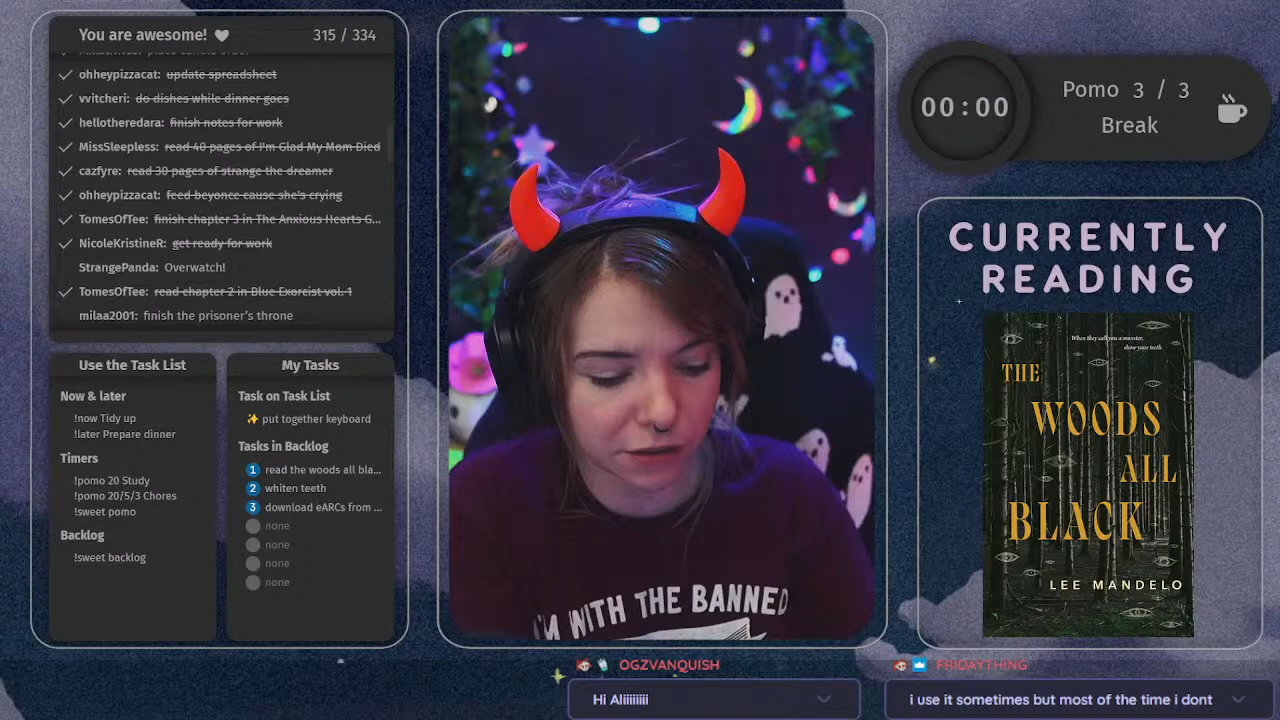 You are awesome! 315 / 334
ohheypizzacat: update spreadsheet
vvitcheri: do dishes while dinner goes
hellotheredara: finish notes for work
MissSleepless: read 40 pages of I'm Glad My Mom Died
cazfyre: read 30 pages of strange the dreamer
ohheypizzacat: feed beyonce cause she's crying
TomesOfTee: finish chapter 3 in The Anxious Hearts G...
NicoleKristineR: get ready for work
StrangePanda: Overwatch!
TomesOfTee: read chapter 2 in Blue Exorcist vol. 1
milaa2001: finish the prisoner's throne
Use the Task List
Now & later
!now Tidy up
!later Prepare dinner
Timers
!pomo 20 Study
!pomo 20/5/3 Chores
!sweet pomo
Backlog
!sweet backlog
My Tasks
Task on Task List
✨ put together keyboard
Tasks in Backlog
1 read the woods all bla...
2 whiten teeth
3 download eARCs from ...
none
none
none
none
I'M WITH THE BANNED
00:00
Pomo 3 / 3
Break
CURRENTLY
READING
When they call you a monster,
show your teeth
THE
WOODS
ALL
BLACK
LEE MANDELO
OGZVANQUISH
Hi Aliiiiiiii
FRIDAYTHING
i use it sometimes but most of the time i dont